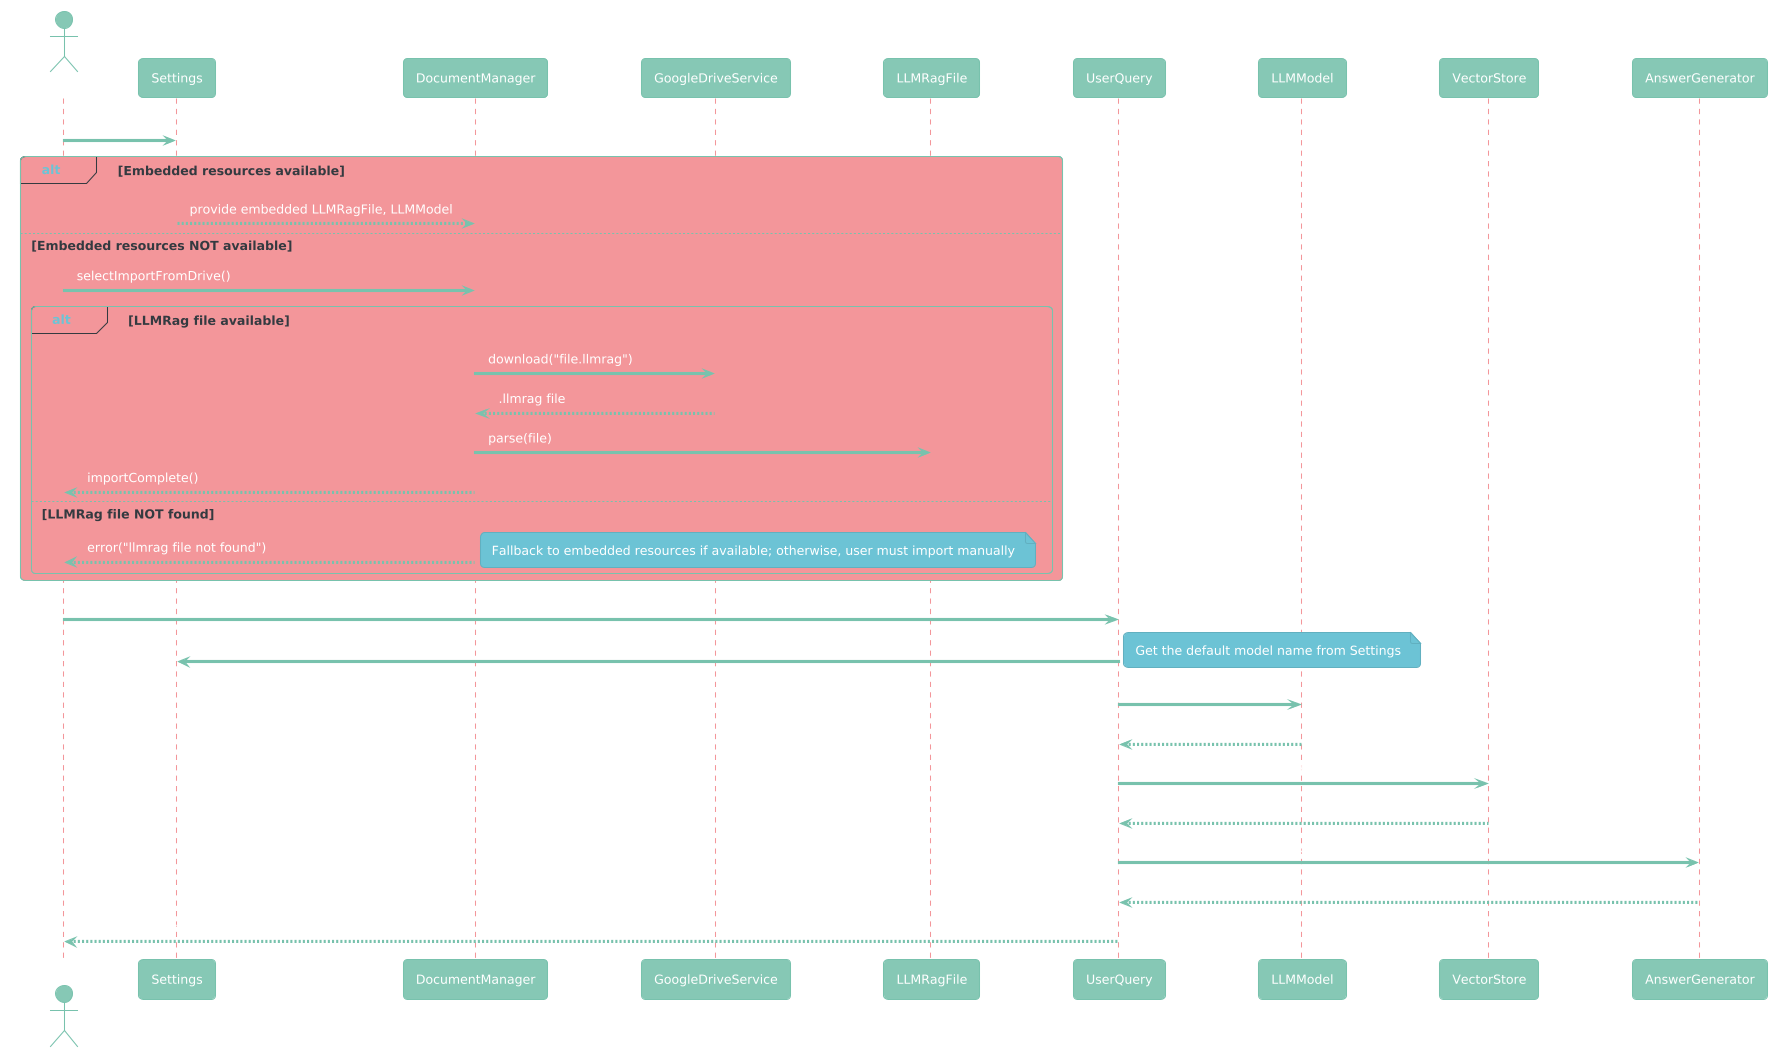 Settings
DocumentManager
GoogleDriveService
LLMRagFile
UserQuery
LLMModel
VectorStore
AnswerGenerator
alt
[Embedded resources available]
provide embedded LLMRagFile, LLMModel
[Embedded resources NOT available]
selectImportFromDrive()
alt
[LLMRag file available]
download("file.llmrag")
.llmrag file
parse(file)
importComplete()
[LLMRag file NOT found]
error("llmrag file not found")
Fallback to embedded resources if available; otherwise, user must import manually
Get the default model name from Settings
Settings
DocumentManager
GoogleDriveService
LLMRagFile
UserQuery
LLMModel
VectorStore
AnswerGenerator